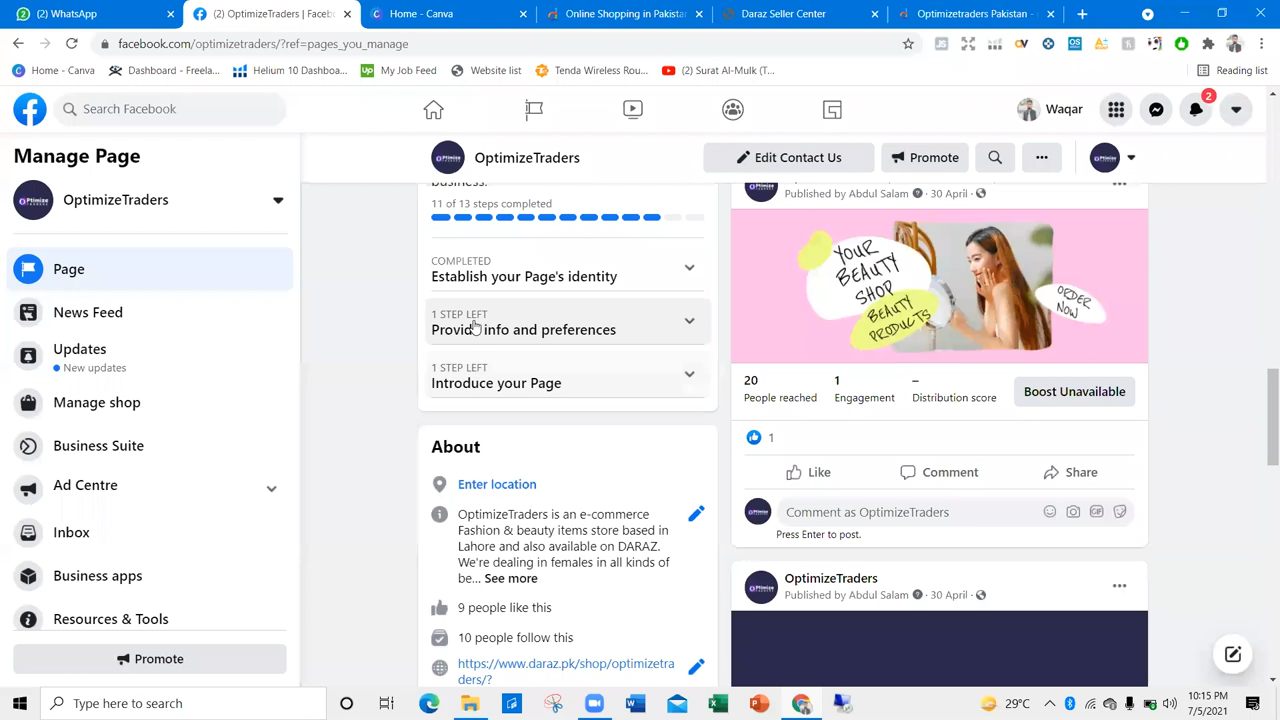 (2) WhatsApp
(2) OptimizeTraders | Faceb
Home - Canva
Online Shopping in Pakistan
Daraz Seller Center
Optimizetraders Pakistan -
facebook.com/optimizetraders/?ref=pages_you_manage
Home - Canva
Dashboard - Freela...
Helium 10 Dashboa...
My Job Feed
Website list
Tenda Wireless Rou...
(2) Surat Al-Mulk (T...
Reading list
Search Facebook
Waqar
2
Manage Page
OptimizeTraders
Page
News Feed
Updates
New updates
Manage shop
Business Suite
Ad Centre
Inbox
Business apps
Resources & Tools
Promote
OptimizeTraders
Edit Contact Us
Promote
business.
11 of 13 steps completed
COMPLETED
Establish your Page's identity
1 STEP LEFT
Provide info and preferences
1 STEP LEFT
Introduce your Page
About
Enter location
OptimizeTraders is an e-commerce
Fashion & beauty items store based in
Lahore and also available on DARAZ.
We're dealing in females in all kinds of
be... See more
9 people like this
10 people follow this
https://www.daraz.pk/shop/optimizetra
ders/?
Published by Abdul Salam · 30 April ·
YOUR
BEAUTY
SHOP
BEAUTY
PRODUCTS
ORDER
NOW
20
People reached
1
Engagement
–
Distribution score
Boost Unavailable
1
Like
Comment
Share
Comment as OptimizeTraders
Press Enter to post.
OptimizeTraders
Published by Abdul Salam · 30 April ·
Type here to search
29°C
10:15 PM
7/5/2021